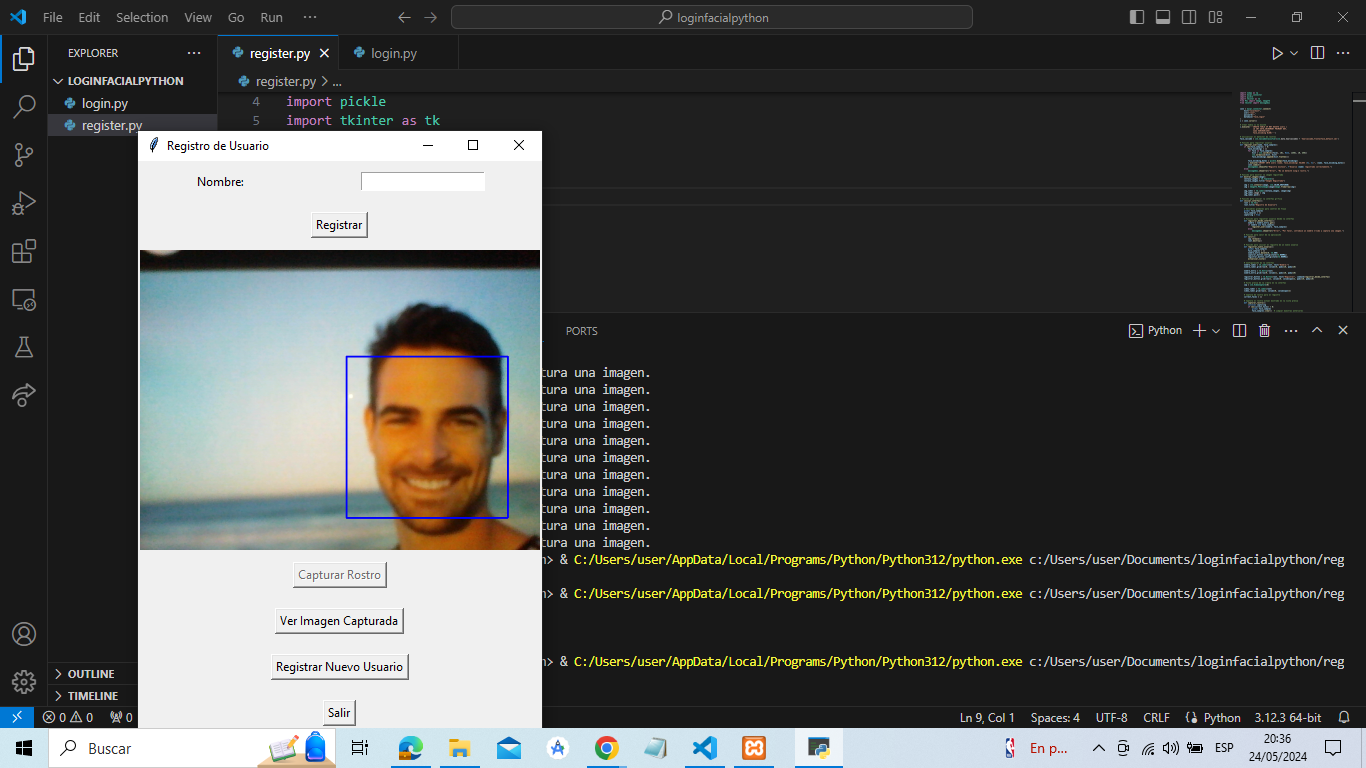 File Edit Selection View Go Run ···
loginfacialpython
EXPLORER ···
LOGINFACIALPYTHON
login.py
register.py
register.py
login.py
register.py > ...
4 import pickle
5 import tkinter as tk
Registro de Usuario
Nombre:
Registrar
Capturar Rostro
Ver Imagen Capturada
Registrar Nuevo Usuario
Salir
PORTS
Python
tura una imagen.
tura una imagen.
tura una imagen.
tura una imagen.
tura una imagen.
tura una imagen.
tura una imagen.
tura una imagen.
tura una imagen.
tura una imagen.
tura una imagen.
n> & C:/Users/user/AppData/Local/Programs/Python/Python312/python.exe c:/Users/user/Documents/loginfacialpython/reg
n> & C:/Users/user/AppData/Local/Programs/Python/Python312/python.exe c:/Users/user/Documents/loginfacialpython/reg
n> & C:/Users/user/AppData/Local/Programs/Python/Python312/python.exe c:/Users/user/Documents/loginfacialpython/reg
OUTLINE
TIMELINE
0 0 0
Ln 9, Col 1 Spaces: 4 UTF-8 CRLF Python 3.12.3 64-bit
Buscar
En p...
ESP
20:36
24/05/2024